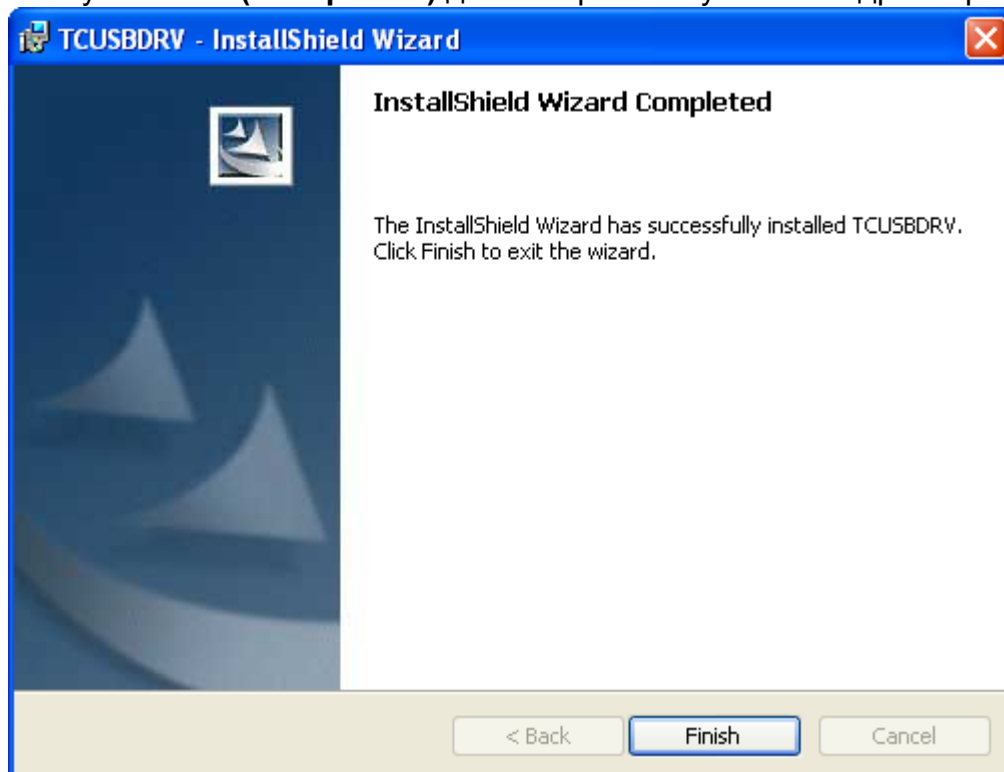 TCUSBDRV - InstallShield Wizard
InstallShield Wizard Completed
The InstallShield Wizard has successfully installed TCUSBDRV.
Click Finish to exit the wizard.
< Back Finish Cancel